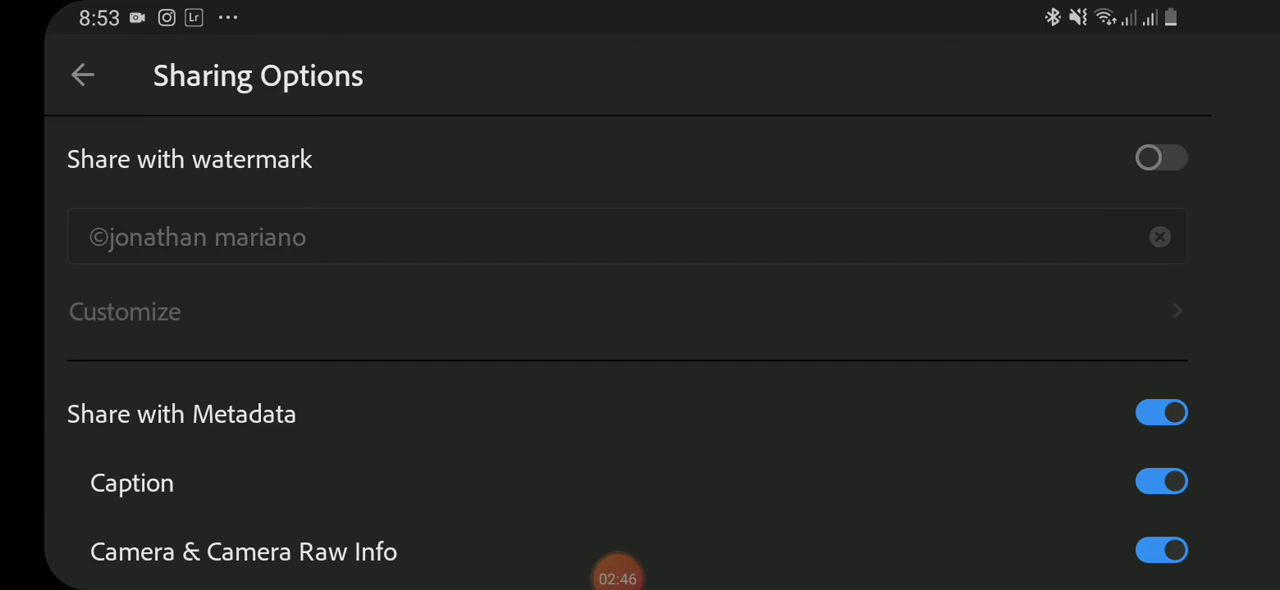 8:53 Lr ...
Sharing Options
Share with watermark
©jonathan mariano
Customize
Share with Metadata
Caption
Camera & Camera Raw Info
02:46